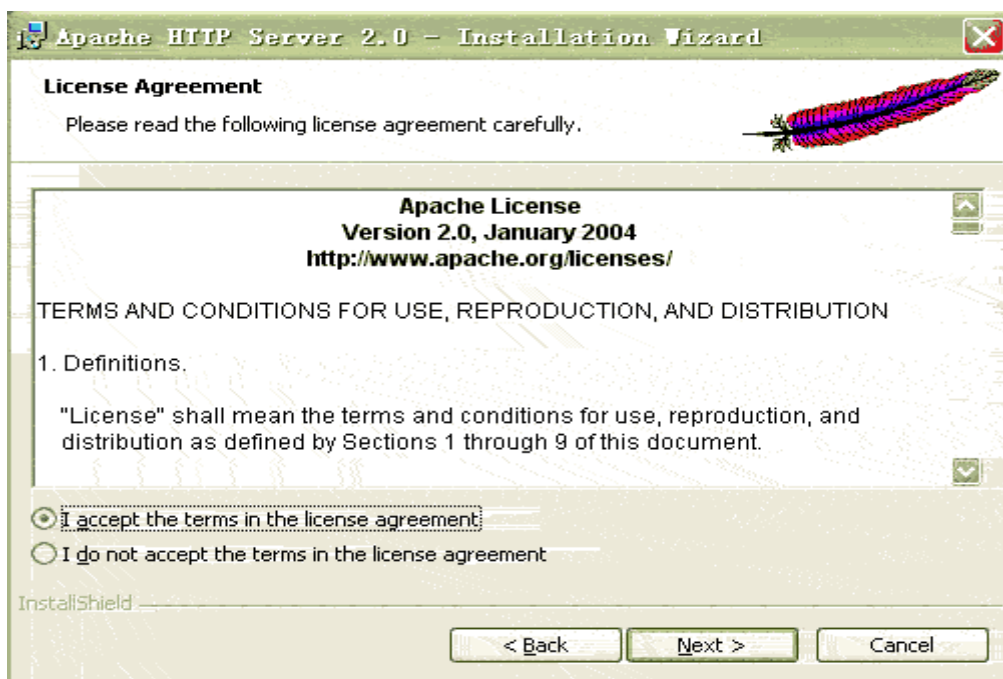 Apache HTTP Server 2.0 - Installation Wizard
License Agreement
Please read the following license agreement carefully.
Apache License
Version 2.0, January 2004
http://www.apache.org/licenses/
TERMS AND CONDITIONS FOR USE, REPRODUCTION, AND DISTRIBUTION
1. Definitions.
"License" shall mean the terms and conditions for use, reproduction, and
distribution as defined by Sections 1 through 9 of this document.
I accept the terms in the license agreement
I do not accept the terms in the license agreement
InstallShield
< Back Next > Cancel